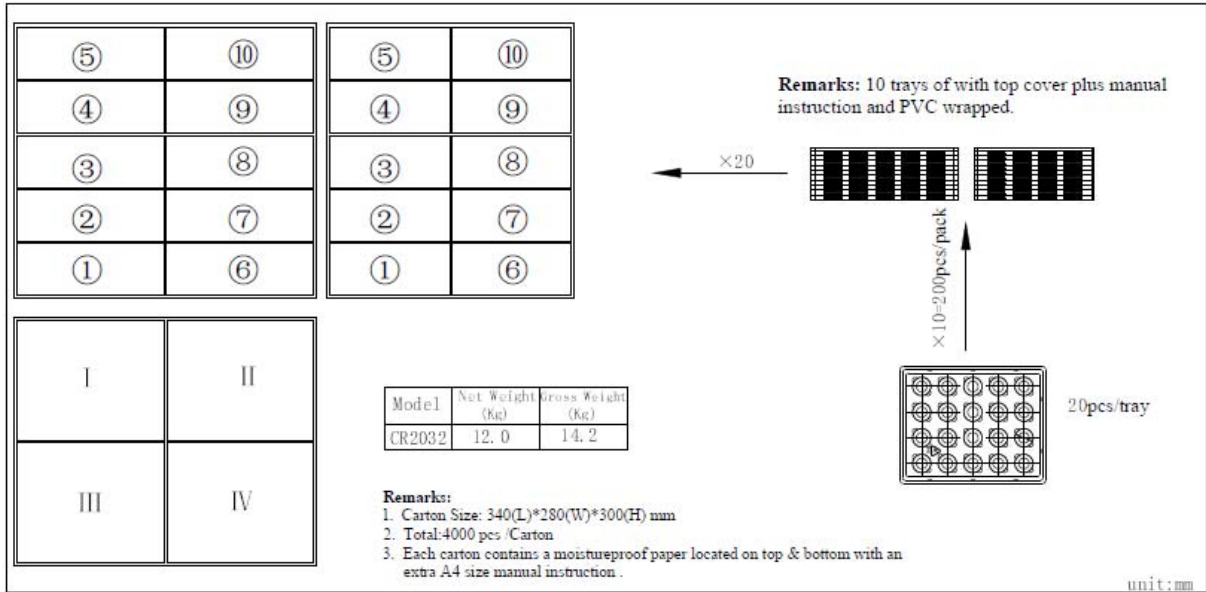 ⑤ ⑩ ⑤ ⑩
④ ⑨ ④ ⑨
③ ⑧ ③ ⑧
② ⑦ ② ⑦
① ⑥ ① ⑥
Remarks: 10 trays of with top cover plus manual
instruction and PVC wrapped.
×20
×10=200pcs/pack
20pcs/tray
I II
III IV
Model Net Weight (Kg) Gross Weight (Kg)
CR2032 12.0 14.2
Remarks:
1. Carton Size: 340(L)*280(W)*300(H) mm
2. Total:4000 pcs /Carton
3. Each carton contains a moistureproof paper located on top & bottom with an
extra A4 size manual instruction .
unit:mm